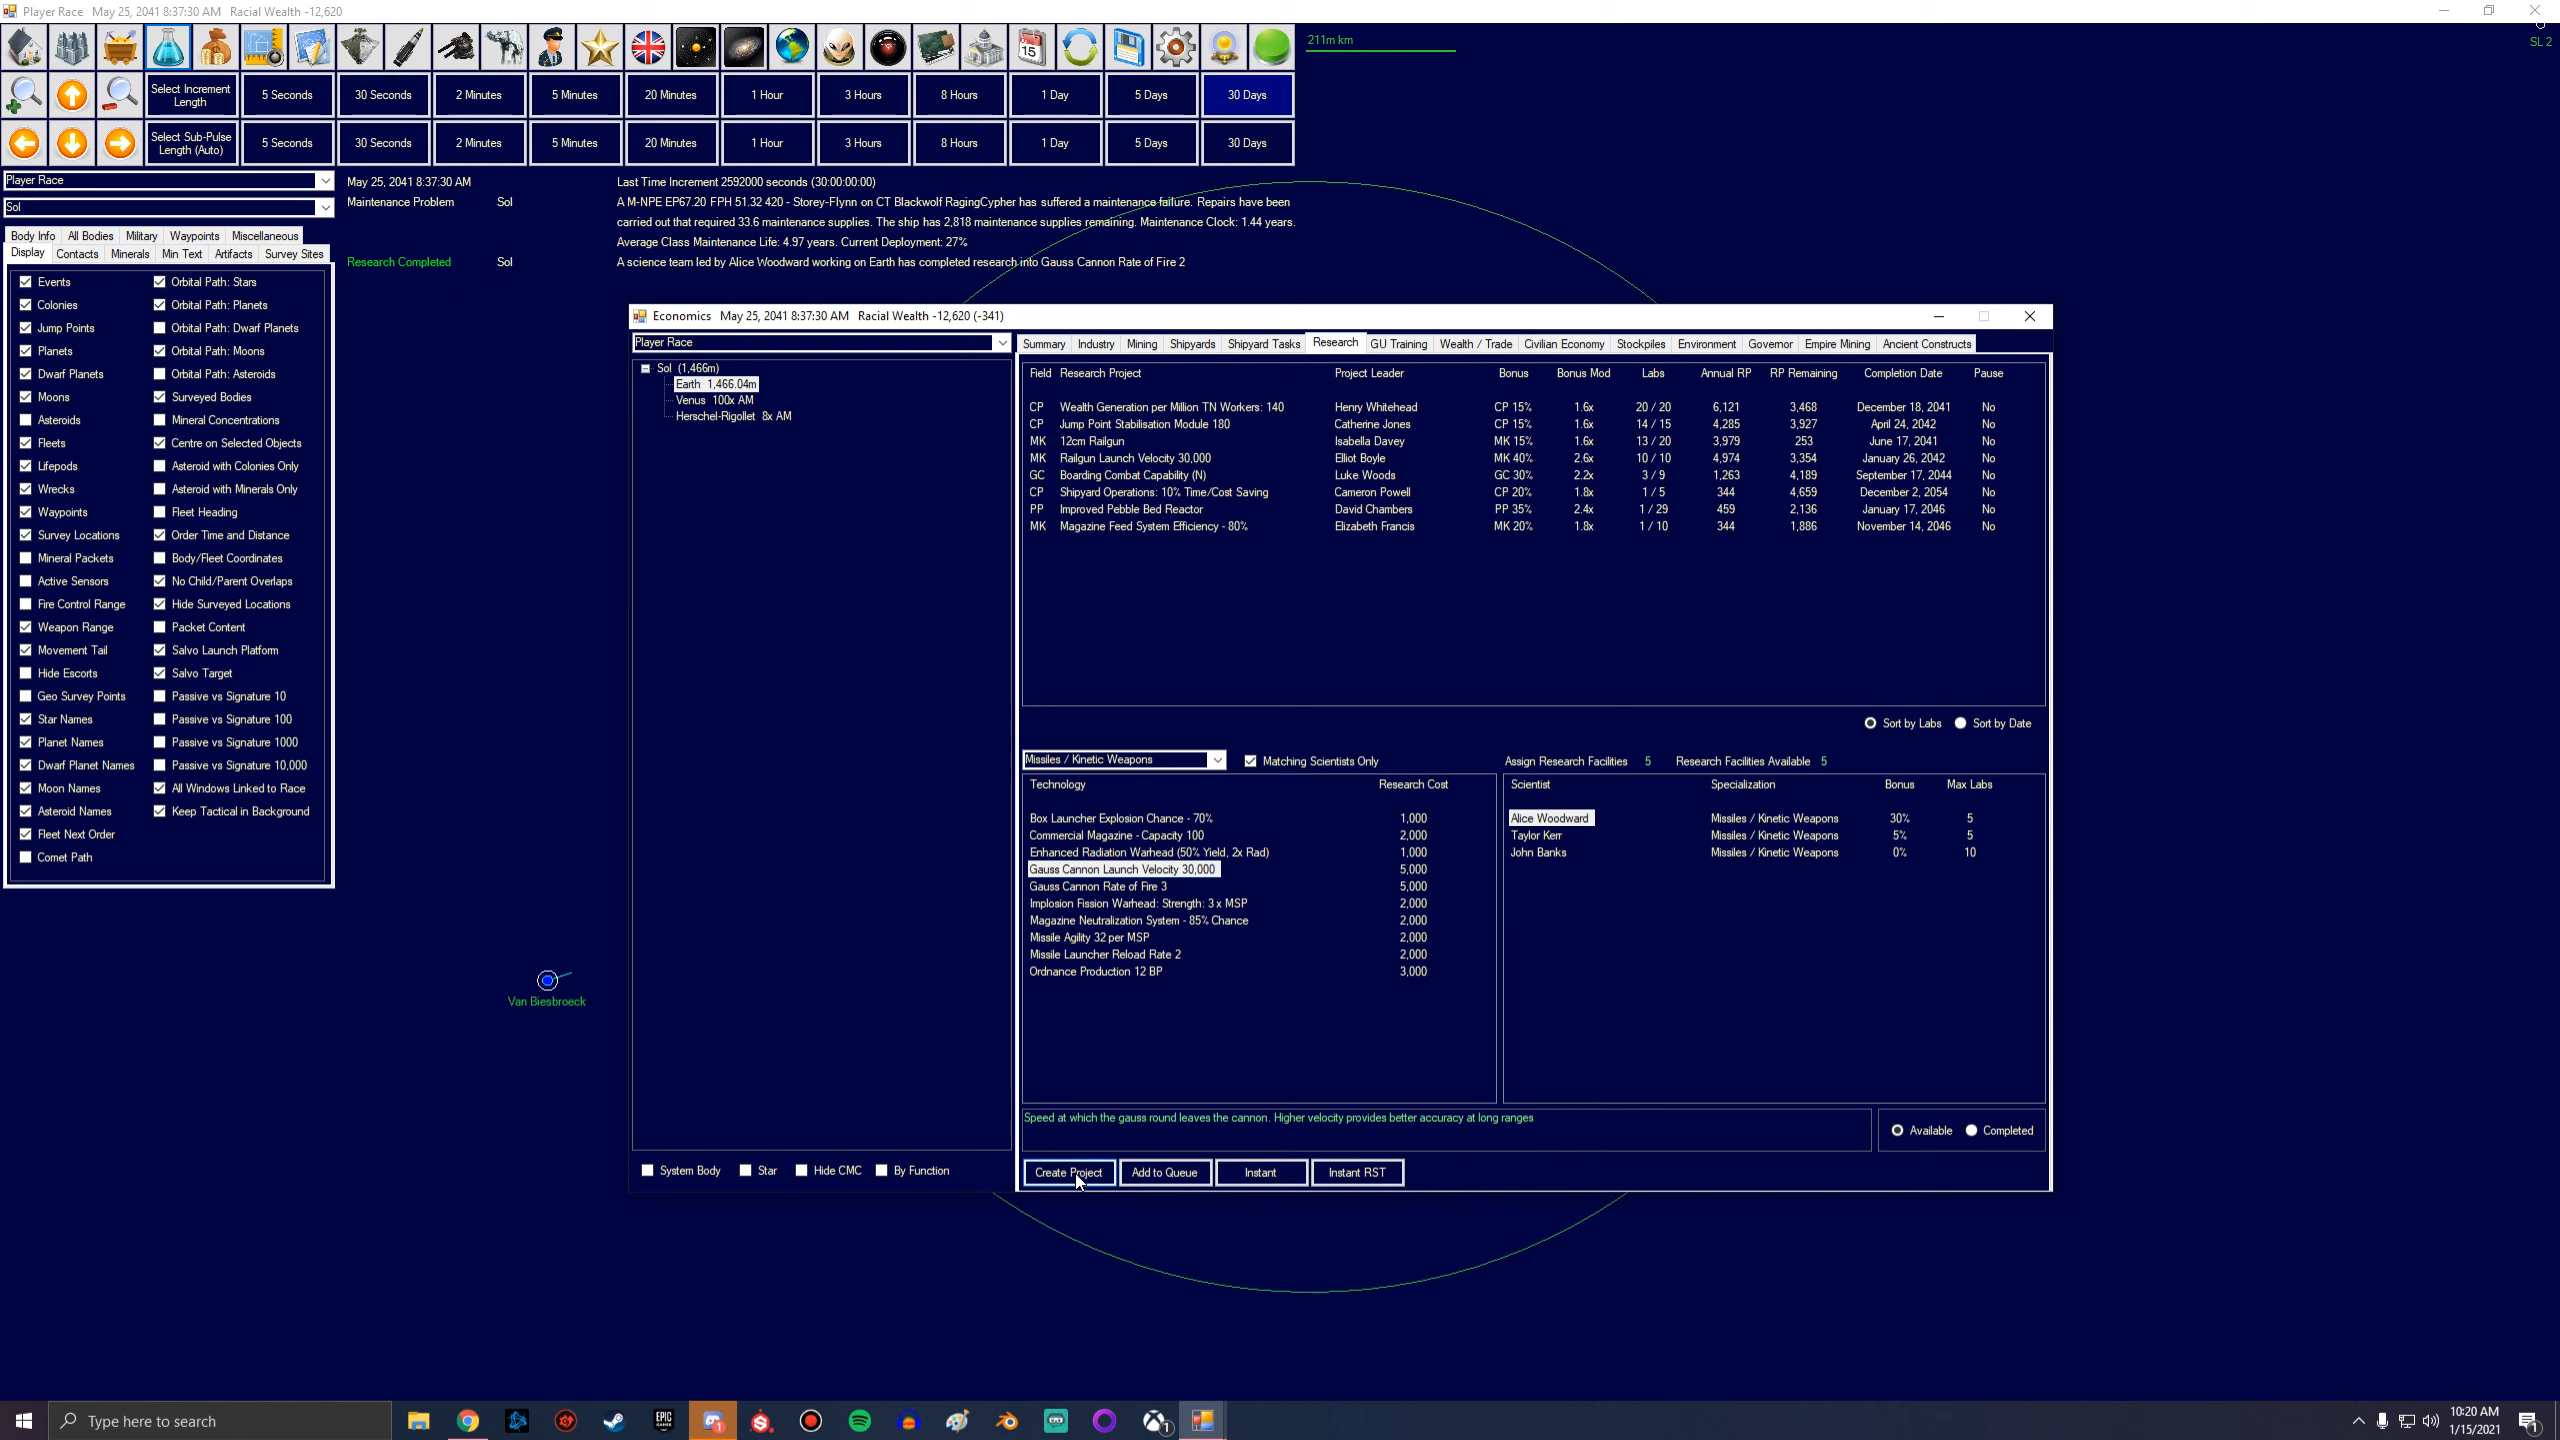 Player Race   May 25, 2041 8:37:30 AM   Racial Wealth -12,620
211m km
SL 2
Select Increment Length
5 Seconds
30 Seconds
2 Minutes
5 Minutes
20 Minutes
1 Hour
3 Hours
8 Hours
1 Day
5 Days
30 Days
Select Sub-Pulse Length (Auto)
5 Seconds
30 Seconds
2 Minutes
5 Minutes
20 Minutes
1 Hour
3 Hours
8 Hours
1 Day
5 Days
30 Days
Player Race
Sol
May 25, 2041 8:37:30 AM   Last Time Increment 2592000 seconds (30:00:00:00)
Maintenance Problem   Sol   A M-NPE EP67.20 FPH 51.32 420 - Storey-Flynn on CT Blackwolf RagingCypher has suffered a maintenance failure. Repairs have been
carried out that required 33.6 maintenance supplies. The ship has 2,818 maintenance supplies remaining. Maintenance Clock: 1.44 years.
Average Class Maintenance Life: 4.97 years. Current Deployment: 27%
Research Completed   Sol   A science team led by Alice Woodward working on Earth has completed research into Gauss Cannon Rate of Fire 2
Body Info   All Bodies   Military   Waypoints   Miscellaneous
Display   Contacts   Minerals   Min Text   Artifacts   Survey Sites
Events   Orbital Path: Stars
Colonies   Orbital Path: Planets
Jump Points   Orbital Path: Dwarf Planets
Planets   Orbital Path: Moons
Dwarf Planets   Orbital Path: Asteroids
Moons   Surveyed Bodies
Asteroids   Mineral Concentrations
Fleets   Centre on Selected Objects
Lifepods   Asteroid with Colonies Only
Wrecks   Asteroid with Minerals Only
Waypoints   Fleet Heading
Survey Locations   Order Time and Distance
Mineral Packets   Body/Fleet Coordinates
Active Sensors   No Child/Parent Overlaps
Fire Control Range   Hide Surveyed Locations
Weapon Range   Packet Content
Movement Tail   Salvo Launch Platform
Hide Escorts   Salvo Target
Geo Survey Points   Passive vs Signature 10
Star Names   Passive vs Signature 100
Planet Names   Passive vs Signature 1000
Dwarf Planet Names   Passive vs Signature 10,000
Moon Names   All Windows Linked to Race
Asteroid Names   Keep Tactical in Background
Fleet Next Order
Comet Path
Van Biesbroeck
Economics   May 25, 2041 8:37:30 AM   Racial Wealth -12,620 (-341)
Player Race
Sol (1,466m)
Earth 1,466.04m
Venus 100x AM
Herschel-Rigollet 8x AM
System Body   Star   Hide CMC   By Function
Summary   Industry   Mining   Shipyards   Shipyard Tasks   Research   GU Training   Wealth / Trade   Civilian Economy   Stockpiles   Environment   Governor   Empire Mining   Ancient Constructs
Field   Research Project   Project Leader   Bonus   Bonus Mod   Labs   Annual RP   RP Remaining   Completion Date   Pause
CP   Wealth Generation per Million TN Workers: 140   Henry Whitehead   CP 15%   1.6x   20 / 20   6,121   3,468   December 18, 2041   No
CP   Jump Point Stabilisation Module 180   Catherine Jones   CP 15%   1.6x   14 / 15   4,285   3,927   April 24, 2042   No
MK   12cm Railgun   Isabella Davey   MK 15%   1.6x   13 / 20   3,979   253   June 17, 2041   No
MK   Railgun Launch Velocity 30,000   Elliot Boyle   MK 40%   2.6x   10 / 10   4,974   3,354   January 26, 2042   No
GC   Boarding Combat Capability (N)   Luke Woods   GC 30%   2.2x   3 / 9   1,263   4,189   September 17, 2044   No
CP   Shipyard Operations: 10% Time/Cost Saving   Cameron Powell   CP 20%   1.8x   1 / 5   344   4,659   December 2, 2054   No
PP   Improved Pebble Bed Reactor   David Chambers   PP 35%   2.4x   1 / 29   459   2,136   January 17, 2046   No
MK   Magazine Feed System Efficiency - 80%   Elizabeth Francis   MK 20%   1.8x   1 / 10   344   1,886   November 14, 2046   No
Sort by Labs   Sort by Date
Missiles / Kinetic Weapons   Matching Scientists Only   Assign Research Facilities   5   Research Facilities Available   5
Technology   Research Cost
Box Launcher Explosion Chance - 70%   1,000
Commercial Magazine - Capacity 100   2,000
Enhanced Radiation Warhead (50% Yield, 2x Rad)   1,000
Gauss Cannon Launch Velocity 30,000   5,000
Gauss Cannon Rate of Fire 3   5,000
Implosion Fission Warhead: Strength: 3 x MSP   2,000
Magazine Neutralization System - 85% Chance   2,000
Missile Agility 32 per MSP   2,000
Missile Launcher Reload Rate 2   2,000
Ordnance Production 12 BP   3,000
Scientist   Specialization   Bonus   Max Labs
Alice Woodward   Missiles / Kinetic Weapons   30%   5
Taylor Kerr   Missiles / Kinetic Weapons   5%   5
John Banks   Missiles / Kinetic Weapons   0%   10
Speed at which the gauss round leaves the cannon. Higher velocity provides better accuracy at long ranges
Available   Completed
Create Project   Add to Queue   Instant   Instant RST
Type here to search
10:20 AM
1/15/2021